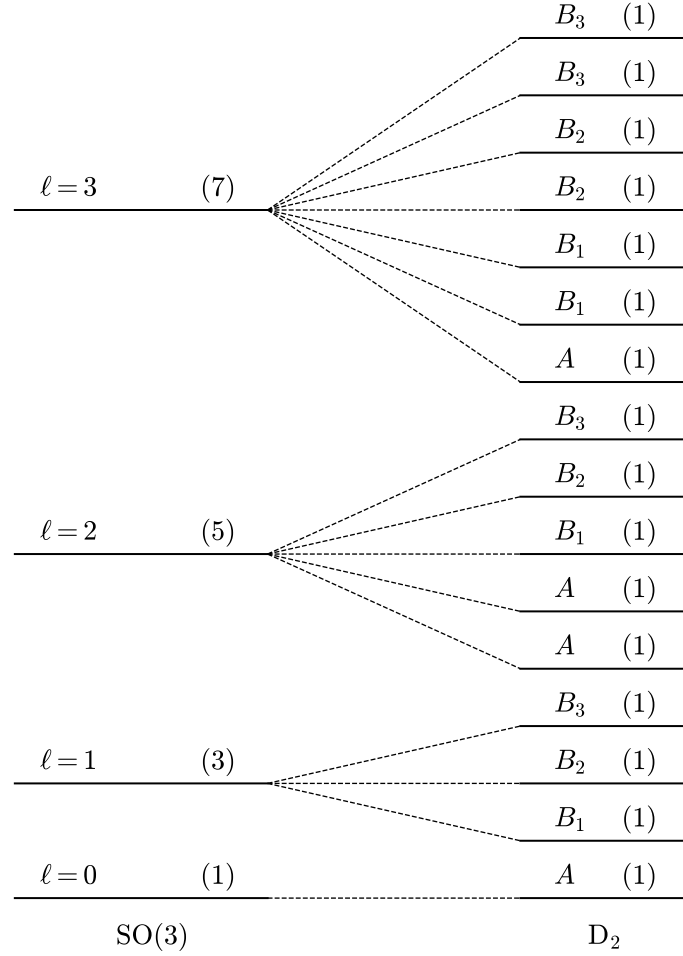 B₃ (1)
B₃ (1)
B₂ (1)
ℓ = 3 (7) B₂ (1)
B₁ (1)
B₁ (1)
A (1)
B₃ (1)
B₂ (1)
ℓ = 2 (5) B₁ (1)
A (1)
A (1)
B₃ (1)
ℓ = 1 (3) B₂ (1)
B₁ (1)
ℓ = 0 (1) A (1)
SO(3) D₂